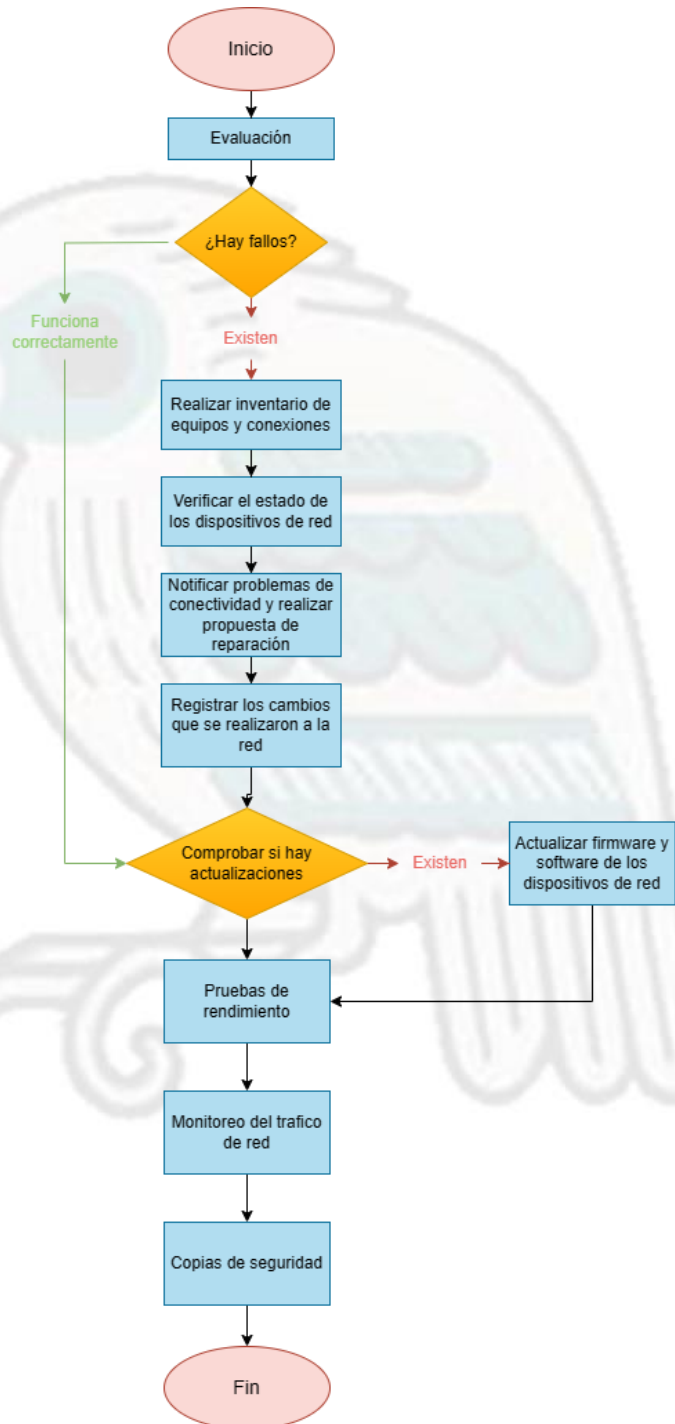 Inicio
Evaluación
¿Hay fallos?
Funciona
correctamente
Existen
Realizar inventario de
equipos y conexiones
Verificar el estado de
los dispositivos de red
Notificar problemas de
conectividad y realizar
propuesta de
reparación
Registrar los cambios
que se realizaron a la
red
Comprobar si hay
actualizaciones
Existen
Actualizar firmware y
software de los
dispositivos de red
Pruebas de
rendimiento
Monitoreo del trafico
de red
Copias de seguridad
Fin